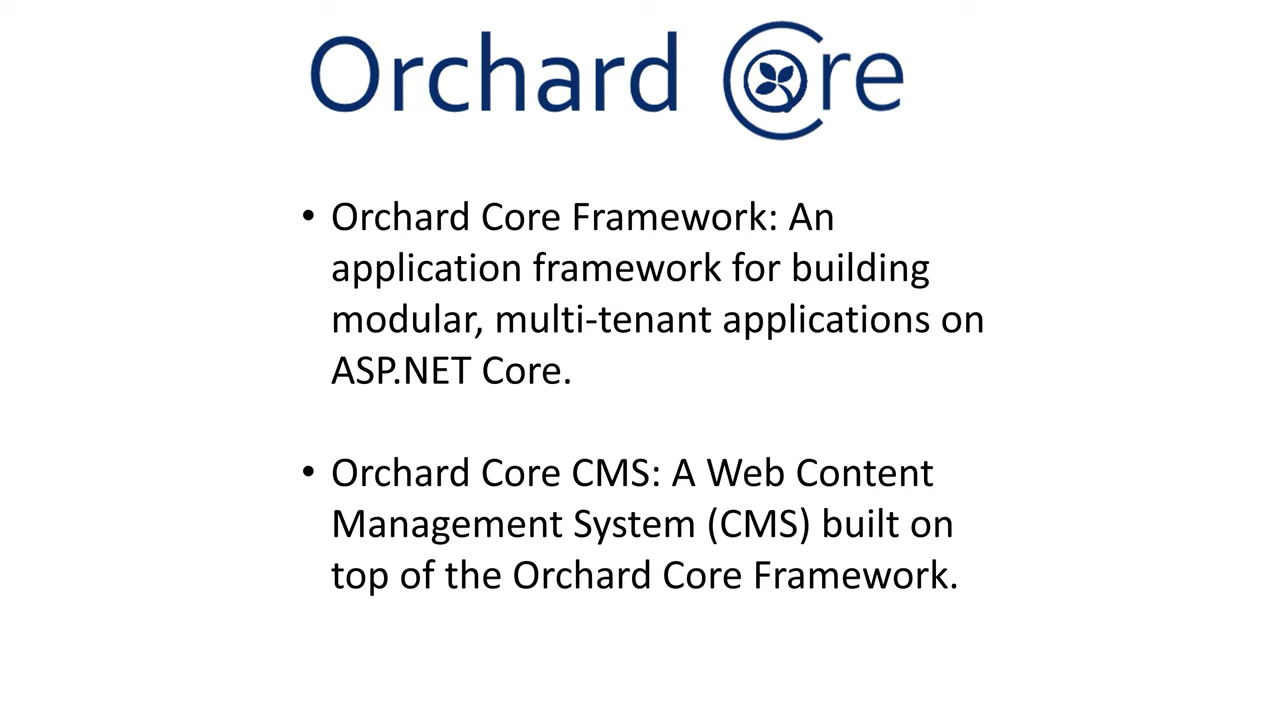 Orchard Core
• Orchard Core Framework: An
application framework for building
modular, multi-tenant applications on
ASP.NET Core.
• Orchard Core CMS: A Web Content
Management System (CMS) built on
top of the Orchard Core Framework.